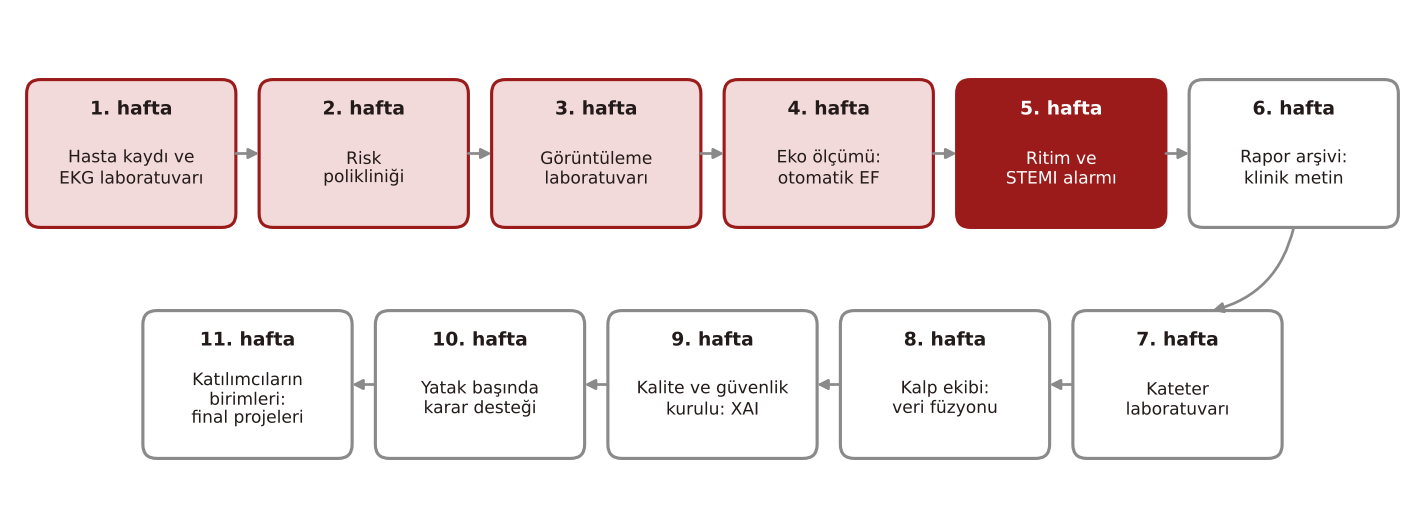 1. hafta
Hasta kaydı ve
EKG laboratuvarı
2. hafta
Risk
polikliniği
3. hafta
Görüntüleme
laboratuvarı
4. hafta
Eko ölçümü:
otomatik EF
5. hafta
Ritim ve
STEMI alarmı
6. hafta
Rapor arşivi:
klinik metin
7. hafta
Kateter
laboratuvarı
8. hafta
Kalp ekibi:
veri füzyonu
9. hafta
Kalite ve güvenlik
kurulu: XAI
10. hafta
Yatak başında
karar desteği
11. hafta
Katılımcıların
birimleri:
final projeleri